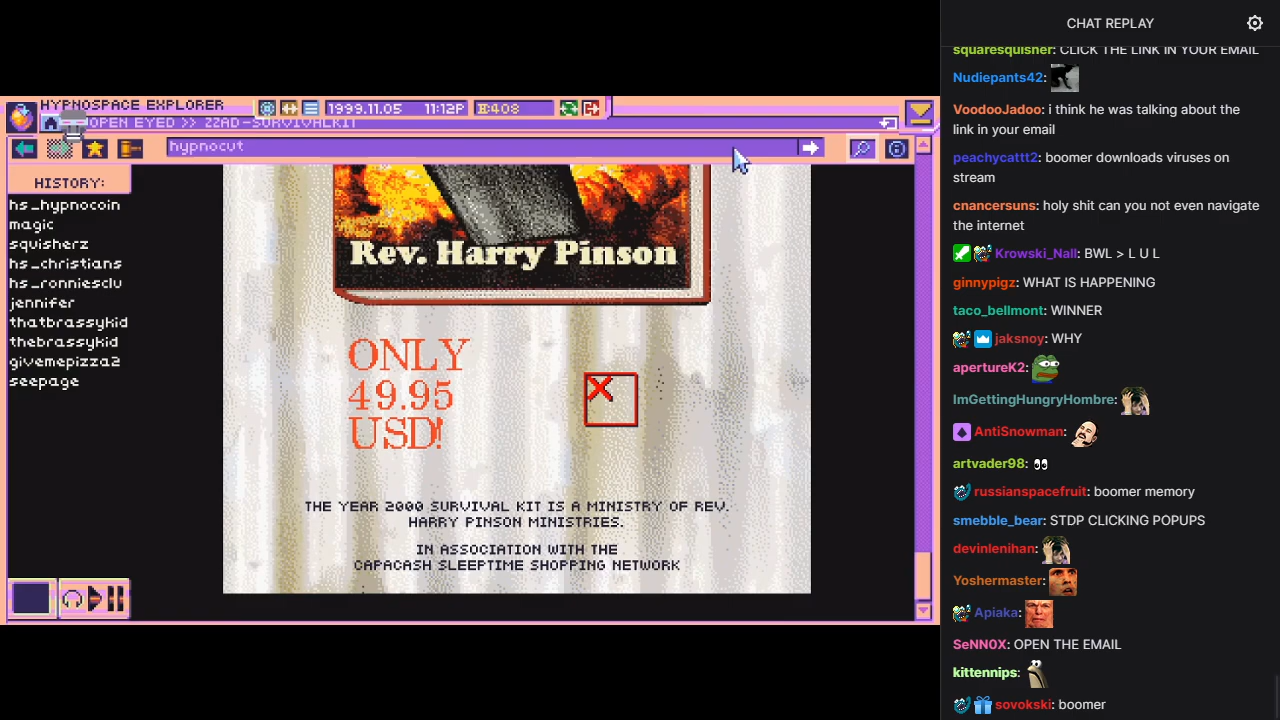 HYPNOSPACE EXPLORER
1999.11.05 11:12P
408
OPEN EYED >> ZZAD-SURVIVALKIT
hypnocut
HISTORY:
hs_hypnocoin
magic
squisherz
hs_christians
hs_ronniesclu
jennifer
thatbrassykid
thebrassykid
givemepizza2
seepage
Rev. Harry Pinson
ONLY
49.95
USD!
THE YEAR 2000 SURVIVAL KIT IS A MINISTRY OF REV.
HARRY PINSON MINISTRIES.
IN ASSOCIATION WITH THE
CAPACASH SLEEPTIME SHOPPING NETWORK
CHAT REPLAY
squaresquisher: CLICK THE LINK IN YOUR EMAIL
Nudiepants42:
VoodooJadoo: i think he was talking about the
link in your email
peachycattt2: boomer downloads viruses on
stream
cnancersuns: holy shit can you not even navigate
the internet
Krowski_Nall: BWL > L U L
ginnypigz: WHAT IS HAPPENING
taco_bellmont: WINNER
jaksnoy: WHY
apertureK2:
ImGettingHungryHombre:
AntiSnowman:
artvader98: 👀
russianspacefruit: boomer memory
smebble_bear: STDP CLICKING POPUPS
devinlenihan:
Yoshermaster:
Apiaka:
SeNN0X: OPEN THE EMAIL
kittennips:
sovokski: boomer